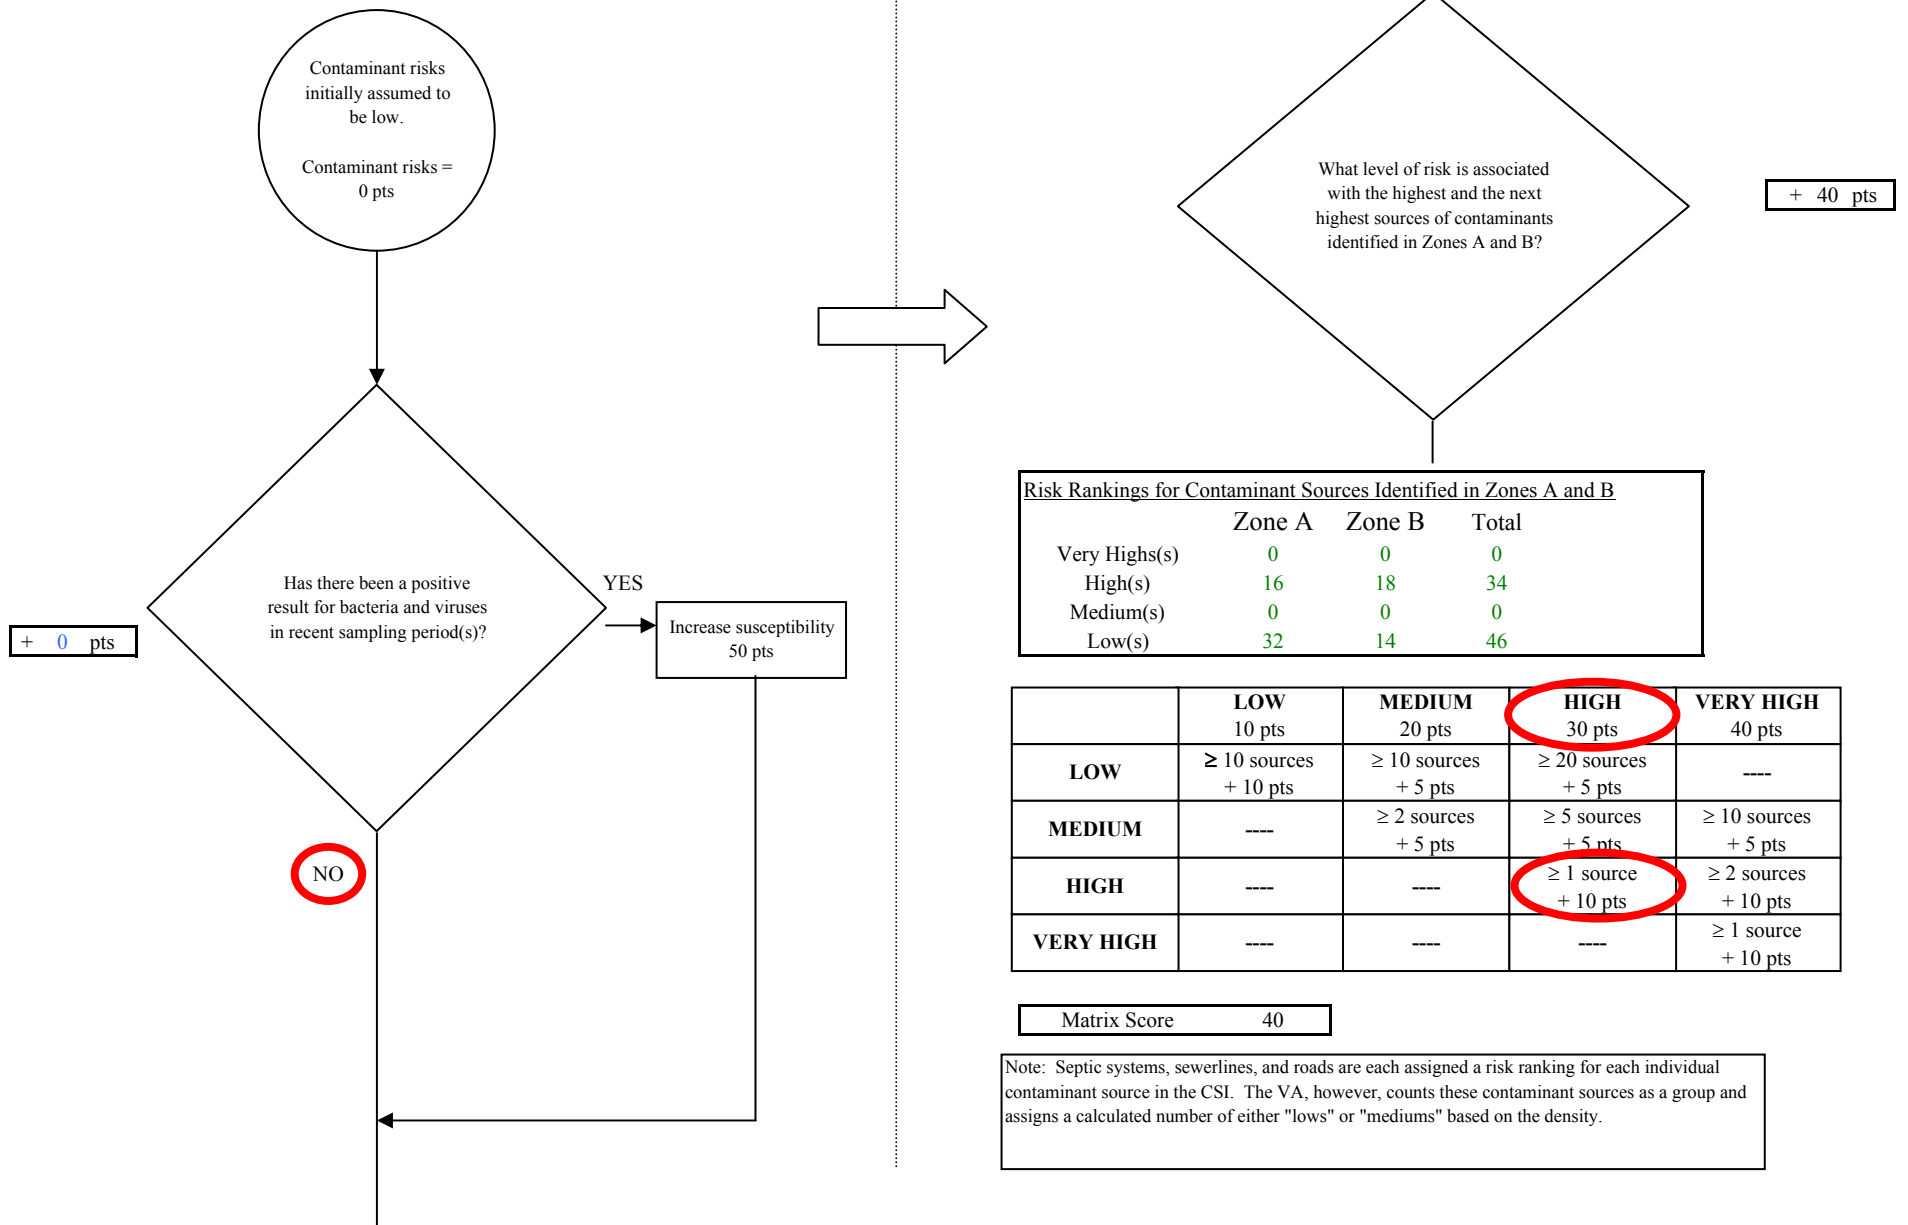 Contaminant risks
initially assumed to
be low.
Contaminant risks =
0 pts
Has there been a positive
result for bacteria and viruses
in recent sampling period(s)?
+ 0 pts
YES
Increase susceptibility
50 pts
NO
What level of risk is associated
with the highest and the next
highest sources of contaminants
identified in Zones A and B?
+ 40 pts
Risk Rankings for Contaminant Sources Identified in Zones A and B
Zone A Zone B Total
Very Highs(s) 0 0 0
High(s) 16 18 34
Medium(s) 0 0 0
Low(s) 32 14 46
LOW MEDIUM HIGH VERY HIGH
10 pts 20 pts 30 pts 40 pts
LOW ≥ 10 sources ≥ 10 sources ≥ 20 sources ----
+ 10 pts + 5 pts + 5 pts
MEDIUM ---- ≥ 2 sources ≥ 5 sources ≥ 10 sources
+ 5 pts + 5 pts + 5 pts
HIGH ---- ---- ≥ 1 source ≥ 2 sources
+ 10 pts + 10 pts
VERY HIGH ---- ---- ---- ≥ 1 source
+ 10 pts
Matrix Score 40
Note: Septic systems, sewerlines, and roads are each assigned a risk ranking for each individual
contaminant source in the CSI. The VA, however, counts these contaminant sources as a group and
assigns a calculated number of either "lows" or "mediums" based on the density.